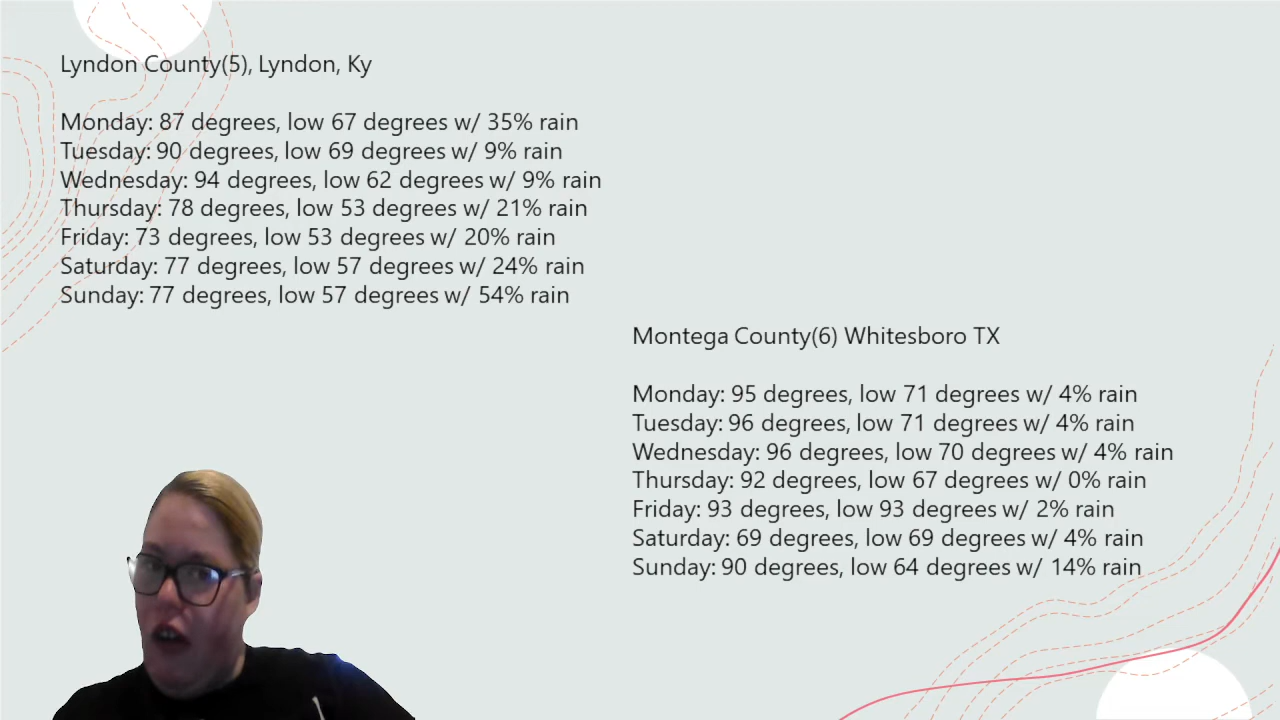 Lyndon County(5), Lyndon, Ky
Monday: 87 degrees, low 67 degrees w/ 35% rain
Tuesday: 90 degrees, low 69 degrees w/ 9% rain
Wednesday: 94 degrees, low 62 degrees w/ 9% rain
Thursday: 78 degrees, low 53 degrees w/ 21% rain
Friday: 73 degrees, low 53 degrees w/ 20% rain
Saturday: 77 degrees, low 57 degrees w/ 24% rain
Sunday: 77 degrees, low 57 degrees w/ 54% rain
Montega County(6) Whitesboro TX
Monday: 95 degrees, low 71 degrees w/ 4% rain
Tuesday: 96 degrees, low 71 degrees w/ 4% rain
Wednesday: 96 degrees, low 70 degrees w/ 4% rain
Thursday: 92 degrees, low 67 degrees w/ 0% rain
Friday: 93 degrees, low 93 degrees w/ 2% rain
Saturday: 69 degrees, low 69 degrees w/ 4% rain
Sunday: 90 degrees, low 64 degrees w/ 14% rain